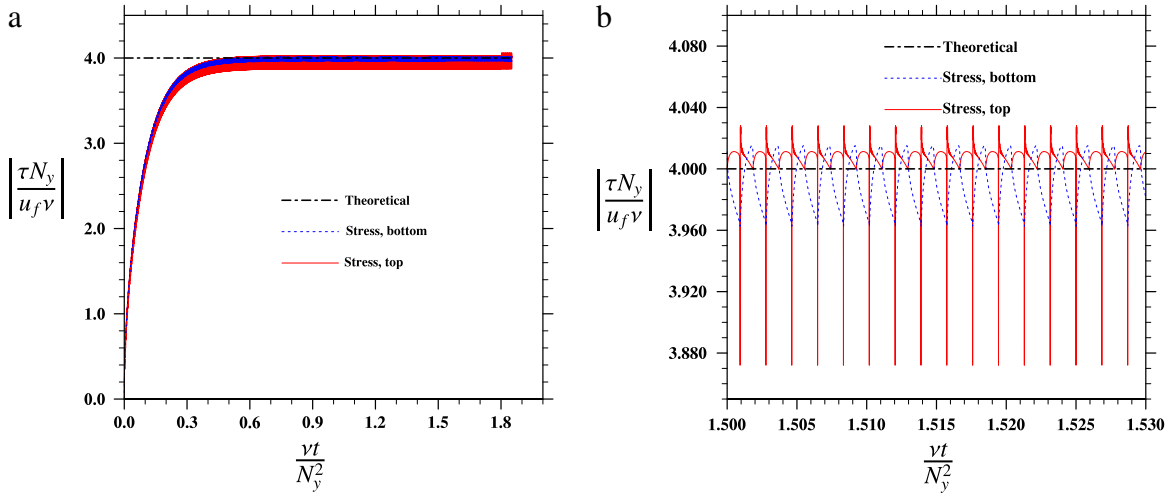 a
4.0
3.0
2.0
1.0
0.0
0.0 0.3 0.6 0.9 1.2 1.5 1.8
|τN_y / u_f ν|
νt / N_y^2
Theoretical
Stress, bottom
Stress, top
b
4.080
4.040
4.000
3.960
3.920
3.880
1.500 1.505 1.510 1.515 1.520 1.525 1.530
|τN_y / u_f ν|
νt / N_y^2
Theoretical
Stress, bottom
Stress, top